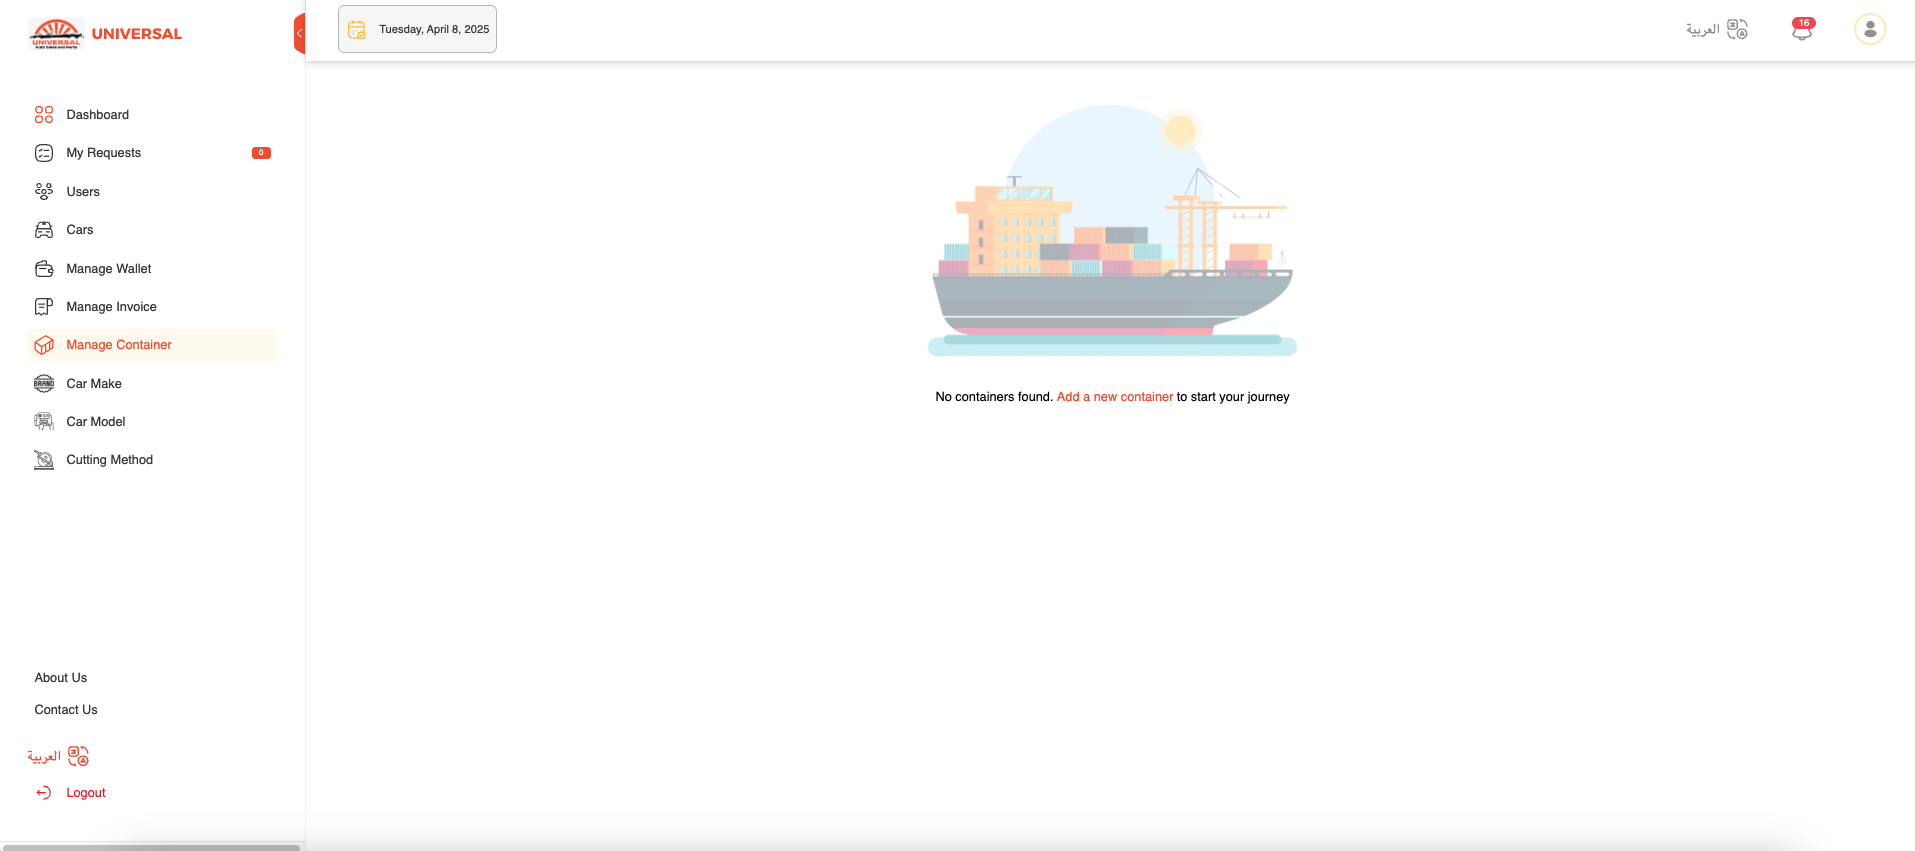 UNIVERSAL
UNIVERSAL
Tuesday, April 8, 2025
العربية
16
Dashboard
My Requests
0
Users
Cars
Manage Wallet
Manage Invoice
Manage Container
BRAND
Car Make
Car Model
Cutting Method
No containers found. Add a new container to start your journey
About Us
Contact Us
العربية
Logout